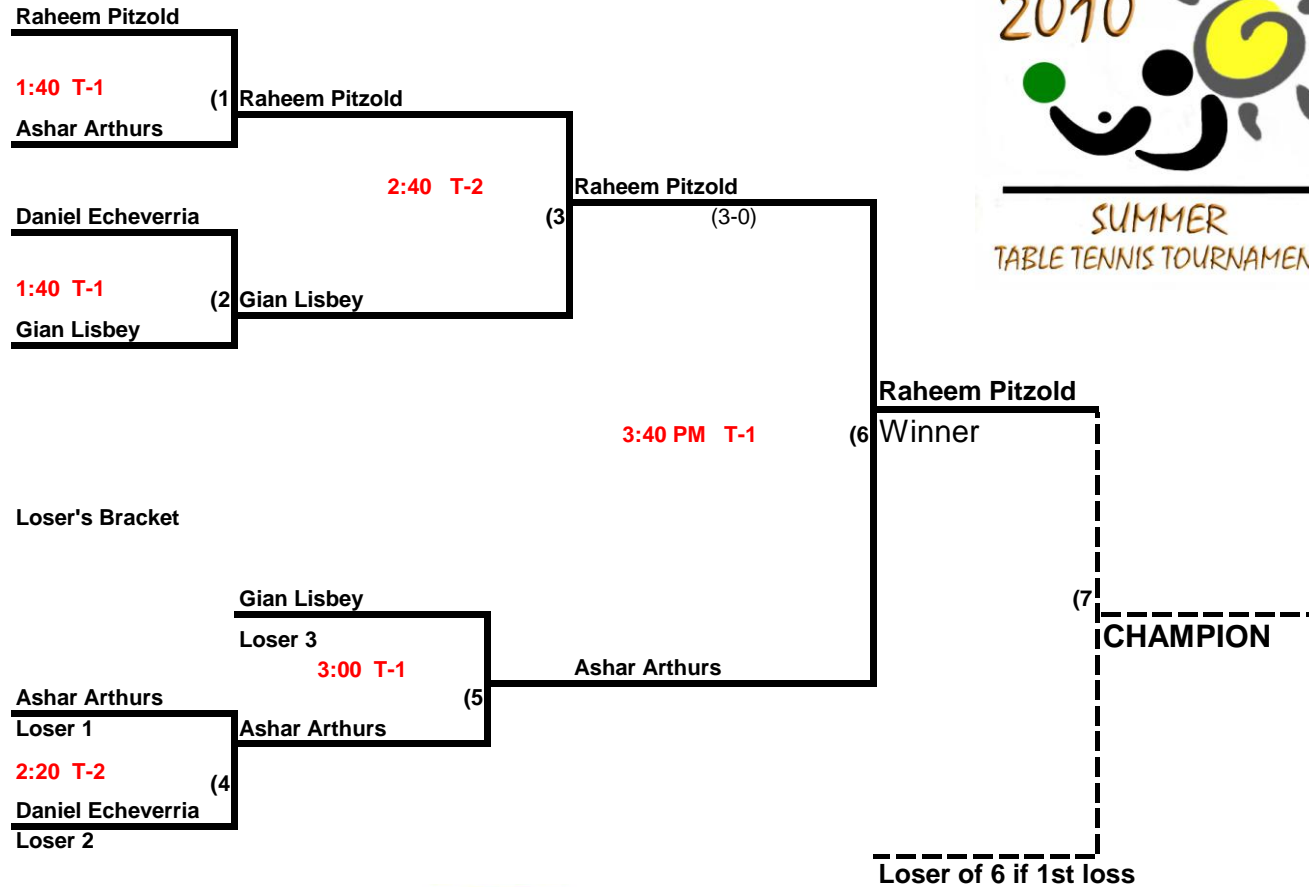 2010
SUMMER
TABLE TENNIS TOURNAMEN
Raheem Pitzold
1:40 T-1
(1 Raheem Pitzold
Ashar Arthurs
2:40 T-2
Raheem Pitzold
(3
(3-0)
Daniel Echeverria
1:40 T-1
(2 Gian Lisbey
Gian Lisbey
Raheem Pitzold
3:40 PM T-1
(6 Winner
Loser's Bracket
Gian Lisbey
Loser 3
3:00 T-1
(5
Ashar Arthurs
(7
CHAMPION
Ashar Arthurs
Loser 1
Ashar Arthurs
2:20 T-2
(4
Daniel Echeverria
Loser 2
Loser of 6 if 1st loss